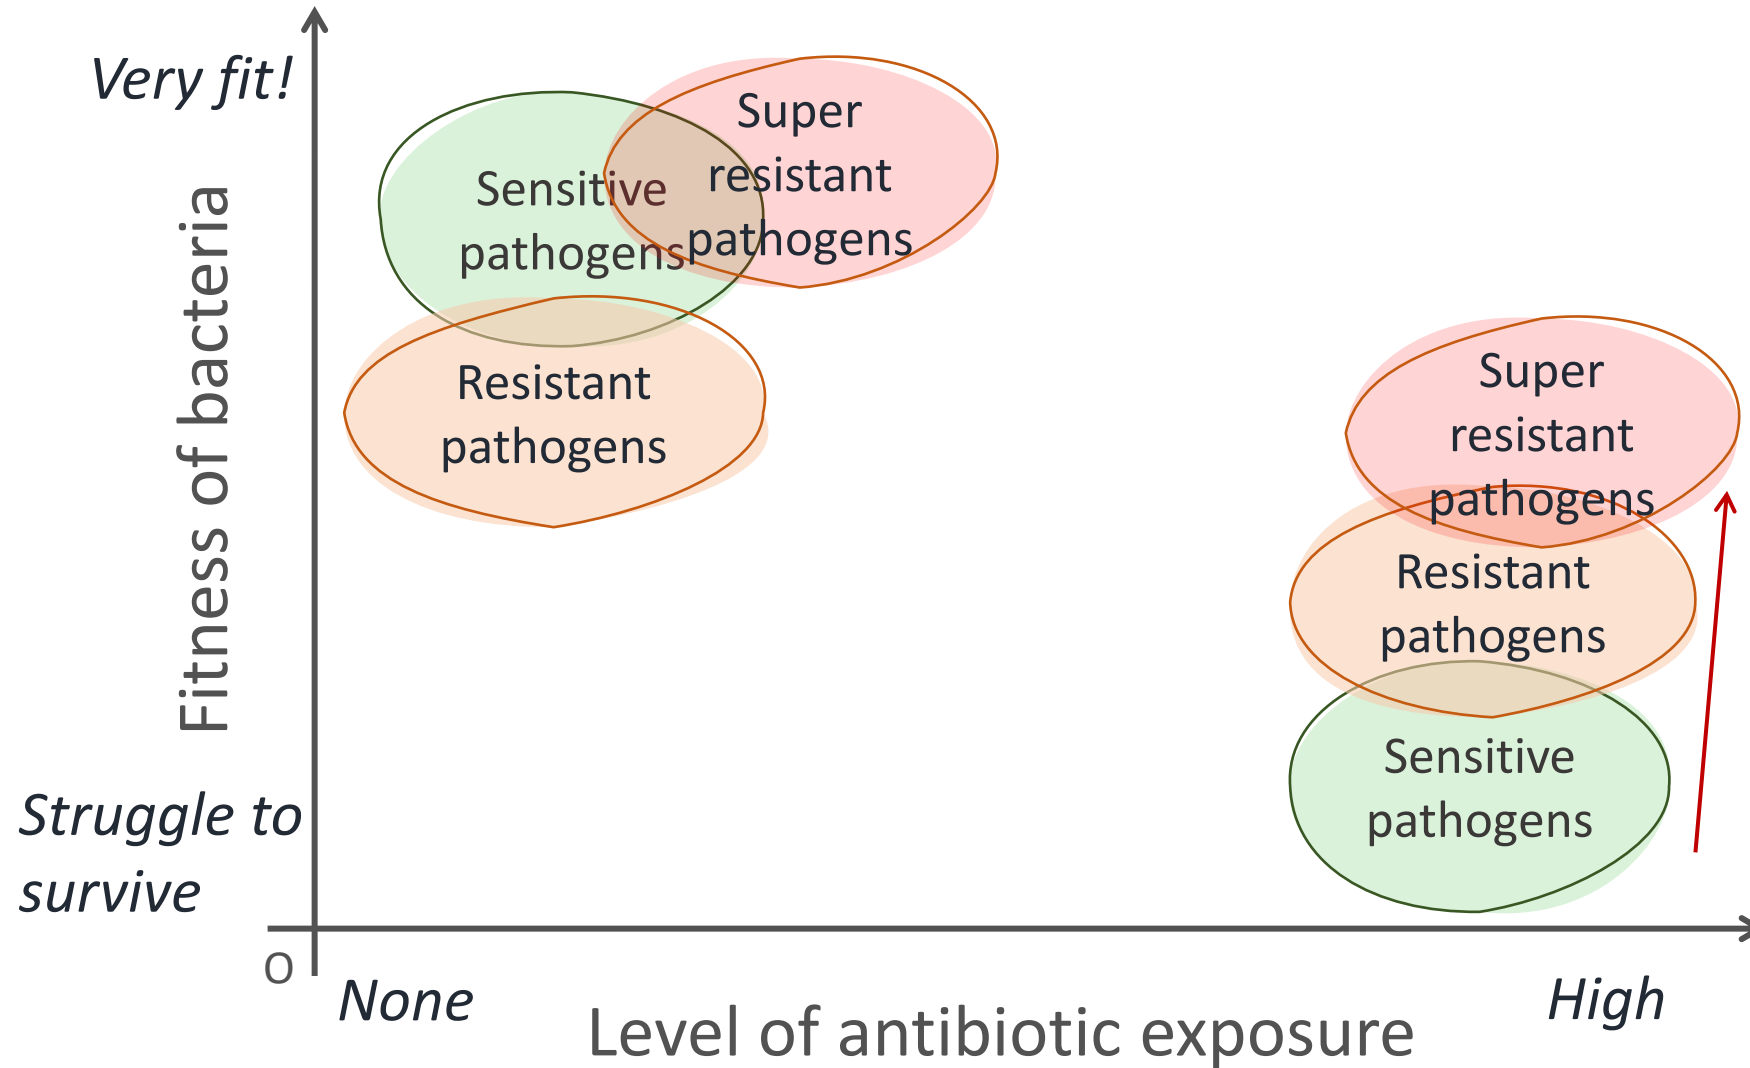 Very fit!
Fitness of bacteria
Struggle to
survive
Sensitive
pathogens
Super
resistant
pathogens
Resistant
pathogens
Super
resistant
pathogens
Resistant
pathogens
Sensitive
pathogens
O
None
Level of antibiotic exposure
High